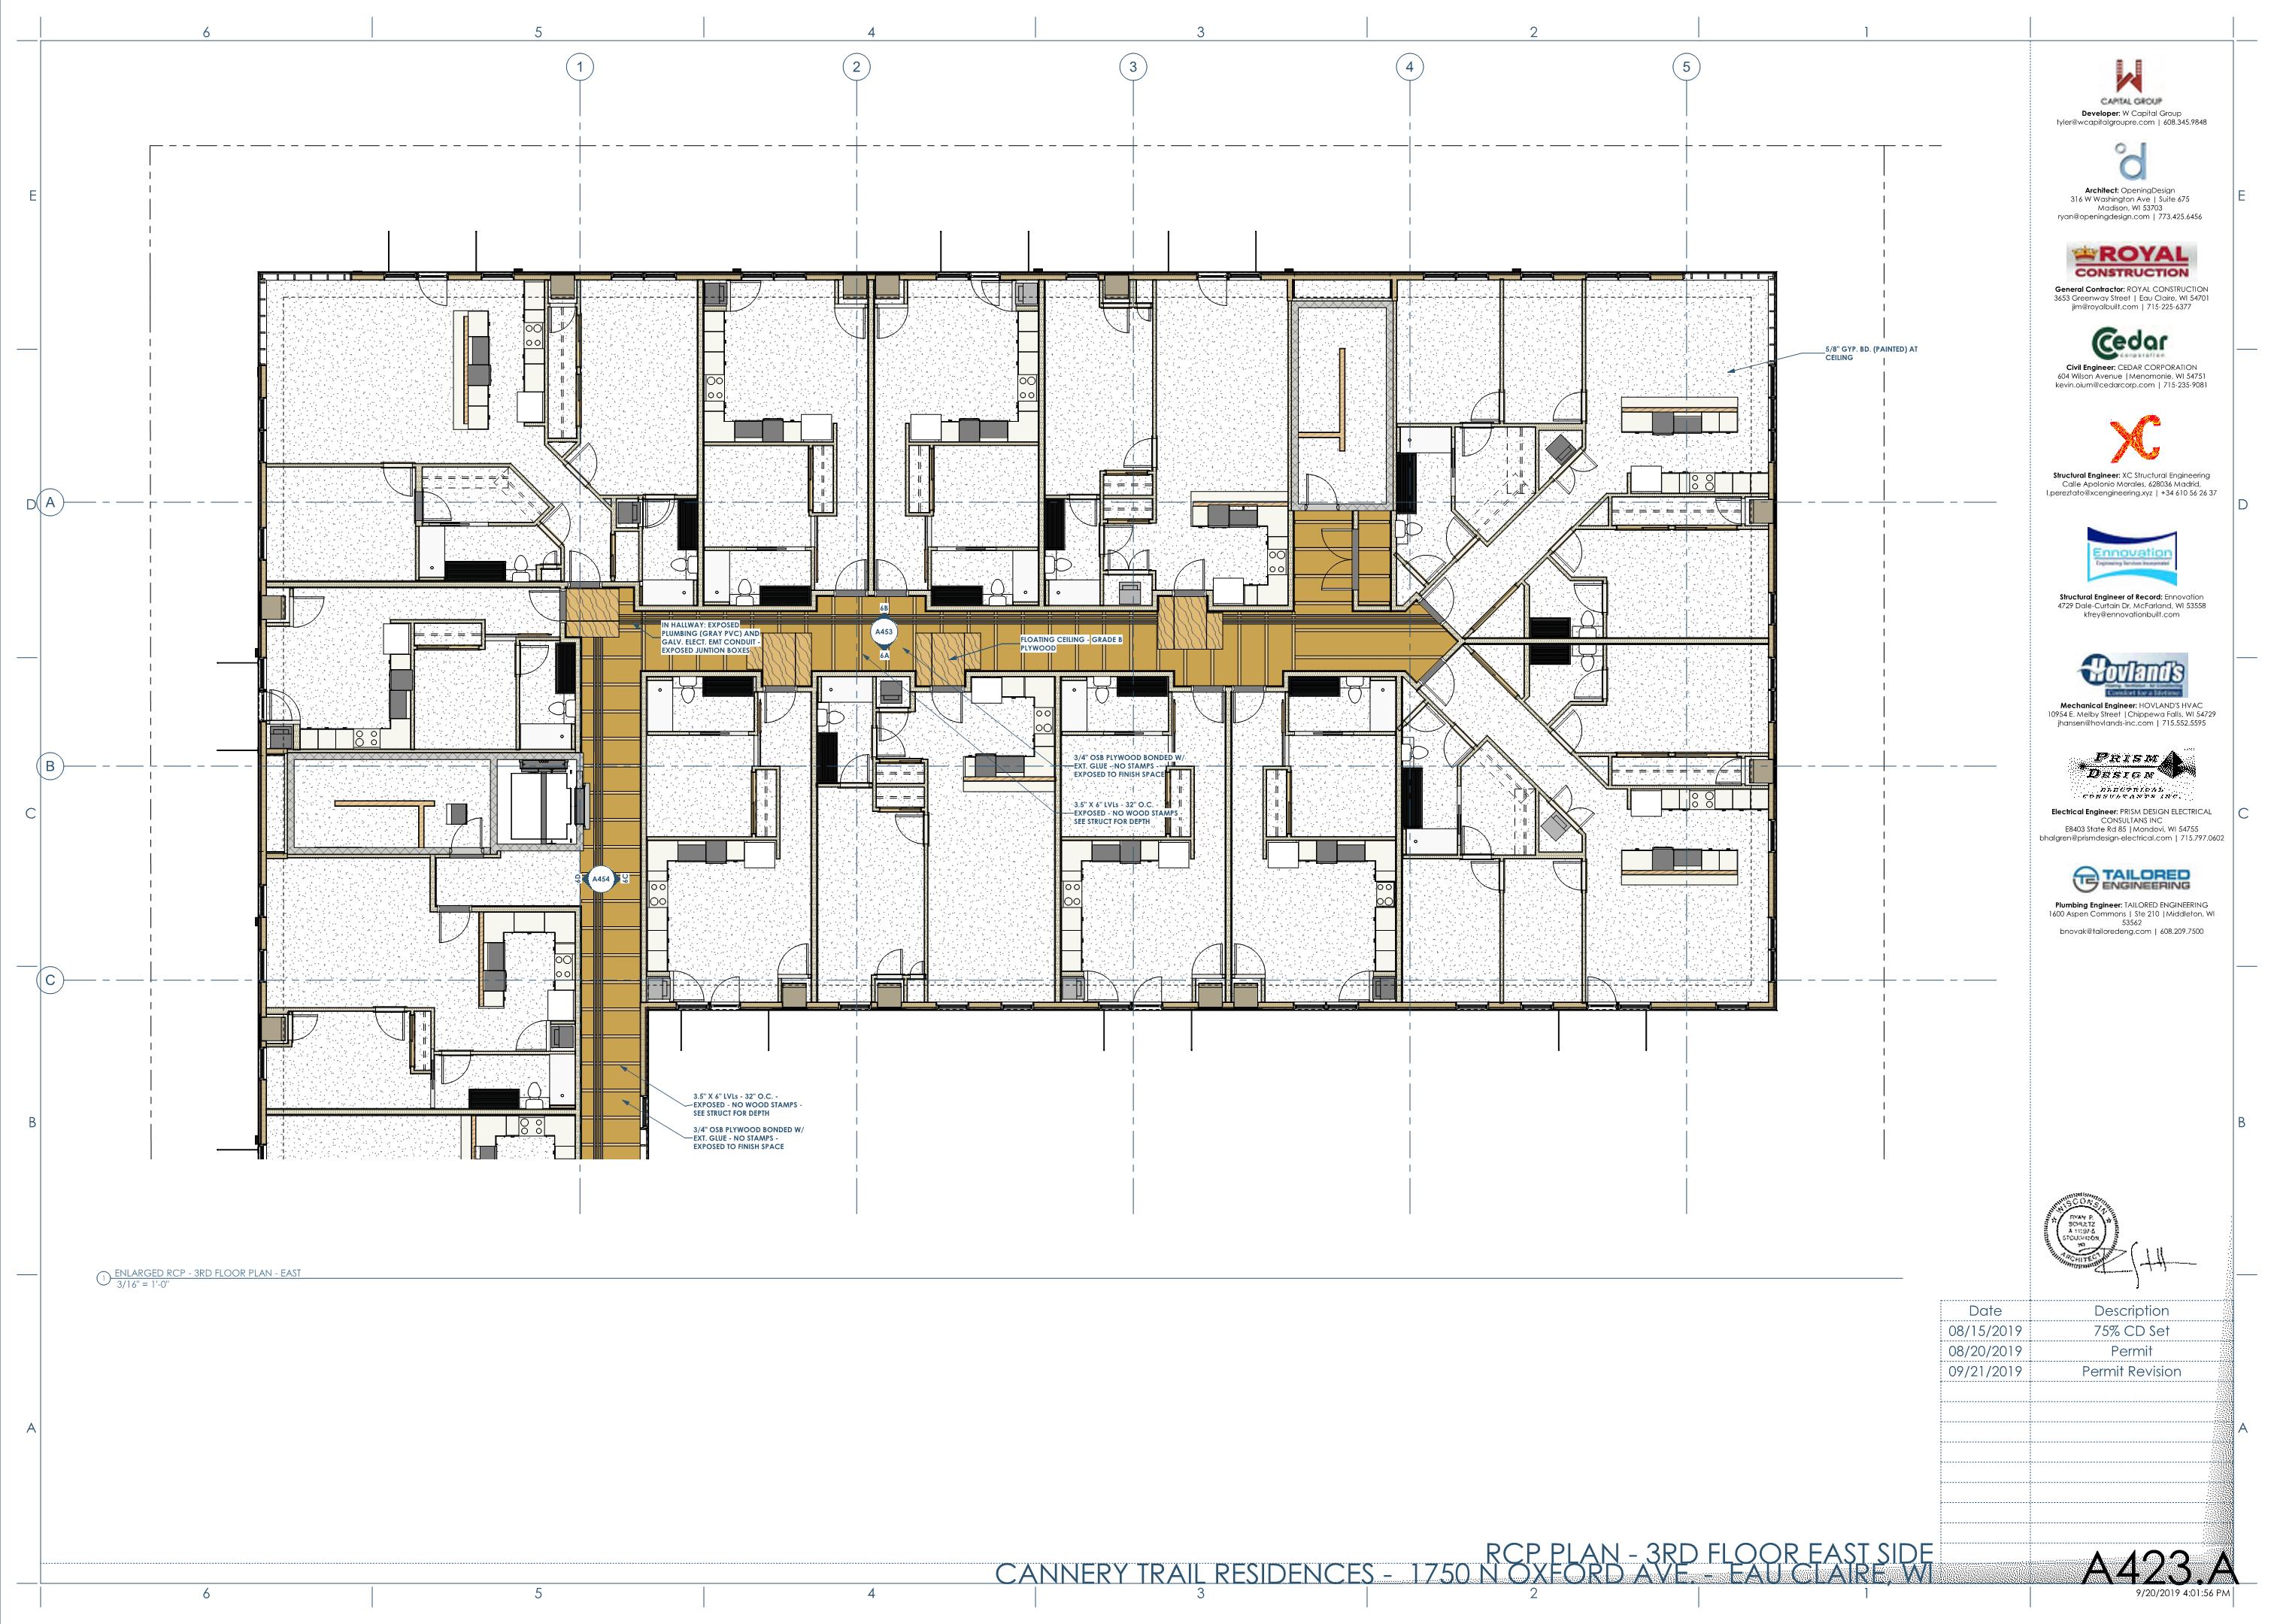 6 5 4 3 2 1
1 2 3 4 5
E E
D D
C C
B B
A A
A
B
C
5/8" GYP. BD. (PAINTED) AT
CEILING
IN HALLWAY: EXPOSED
PLUMBING (GRAY PVC) AND
GALV. ELECT. EMT CONDUIT -
EXPOSED JUNTION BOXES
6B
A453
6A
FLOATING CEILING - GRADE B
PLYWOOD
3/4" OSB PLYWOOD BONDED W/
EXT. GLUE - NO STAMPS -
EXPOSED TO FINISH SPACE
3.5" X 6" LVLs - 32" O.C.
EXPOSED - NO WOOD STAMPS
SEE STRUCT FOR DEPTH
6D
A454
6C
3.5" X 6" LVLs - 32" O.C. -
EXPOSED - NO WOOD STAMPS -
SEE STRUCT FOR DEPTH
3/4" OSB PLYWOOD BONDED W/
EXT. GLUE - NO STAMPS -
EXPOSED TO FINISH SPACE
1
ENLARGED RCP - 3RD FLOOR PLAN - EAST
3/16" = 1'-0"
CAPITAL GROUP
Developer: W Capital Group
tyler@wcapitalgroupre.com | 608.345.9848
d
Architect: OpeningDesign
316 W Washington Ave | Suite 675
Madison, WI 53703
ryan@openingdesign.com | 773.425.6456
ROYAL
CONSTRUCTION
General Contractor: ROYAL CONSTRUCTION
3653 Greenway Street | Eau Claire, WI 54701
jim@royalbuilt.com | 715-225-6377
Cedar
corporation
Civil Engineer: CEDAR CORPORATION
604 Wilson Avenue |Menomonie, WI 54751
kevin.oium@cedarcorp.com | 715-235-9081
XC
Structural Engineer: XC Structural Engineering
Calle Apolonio Morales, 628036 Madrid,
l.pereztato@xcengineering.xyz | +34 610 56 26 37
Ennovation
Engineering Services Incorporated
Structural Engineer of Record: Ennovation
4729 Dale-Curtain Dr, McFarland, WI 53558
kfrey@ennovationbuilt.com
Hovland's
Comfort for a lifetime
Mechanical Engineer: HOVLAND'S HVAC
10954 E. Melby Street |Chippewa Falls, WI 54729
jhansen@hovlands-inc.com | 715.552.5595
PRISM
DESIGN
ELECTRICAL
CONSULTANTS INC.
Electrical Engineer: PRISM DESIGN ELECTRICAL
CONSULTANS INC
E8403 State Rd 85 |Mondovi, WI 54755
bhalgren@prismdesign-electrical.com | 715.797.0602
TE TAILORED
ENGINEERING
Plumbing Engineer: TAILORED ENGINEERING
1600 Aspen Commons | Ste 210 |Middleton, WI
53562
bnovak@tailoredeng.com | 608.209.7500
WISCONSIN
RYAN P.
SCHULTZ
STOUGHTON,
WI
ARCHITECT
Date Description
08/15/2019 75% CD Set
08/20/2019 Permit
09/21/2019 Permit Revision
RCP PLAN - 3RD FLOOR EAST SIDE
CANNERY TRAIL RESIDENCES - 1750 N OXFORD AVE. - EAU CLAIRE, WI
A423.A
9/20/2019 4:01:56 PM
6 5 4 3 2 1